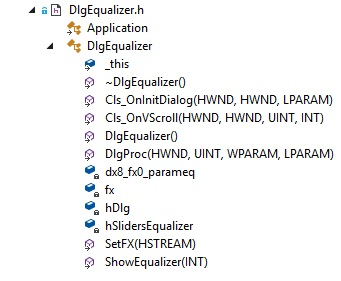 DlgEqualizer.h
Application
DlgEqualizer
_this
~DlgEqualizer()
Cls_OnInitDialog(HWND, HWND, LPARAM)
Cls_OnVScroll(HWND, HWND, UINT, INT)
DlgEqualizer()
DlgProc(HWND, UINT, WPARAM, LPARAM)
dx8_fx0_parameq
fx
hDlg
hSlidersEqualizer
SetFX(HSTREAM)
ShowEqualizer(INT)